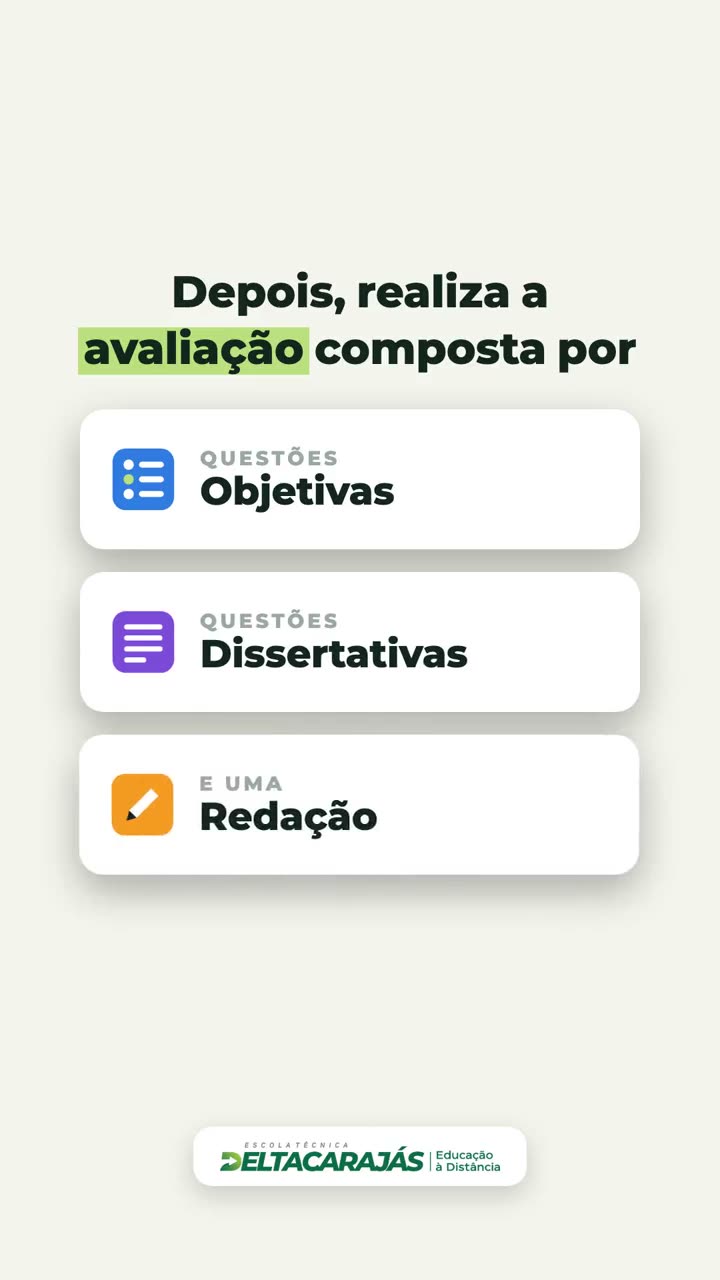 Depois, realiza a
avaliação composta por
QUESTÕES
Objetivas
QUESTÕES
Dissertativas
E UMA
Redação
ESCOLA TÉCNICA
DELTACARAJÁS
Educação
à Distância